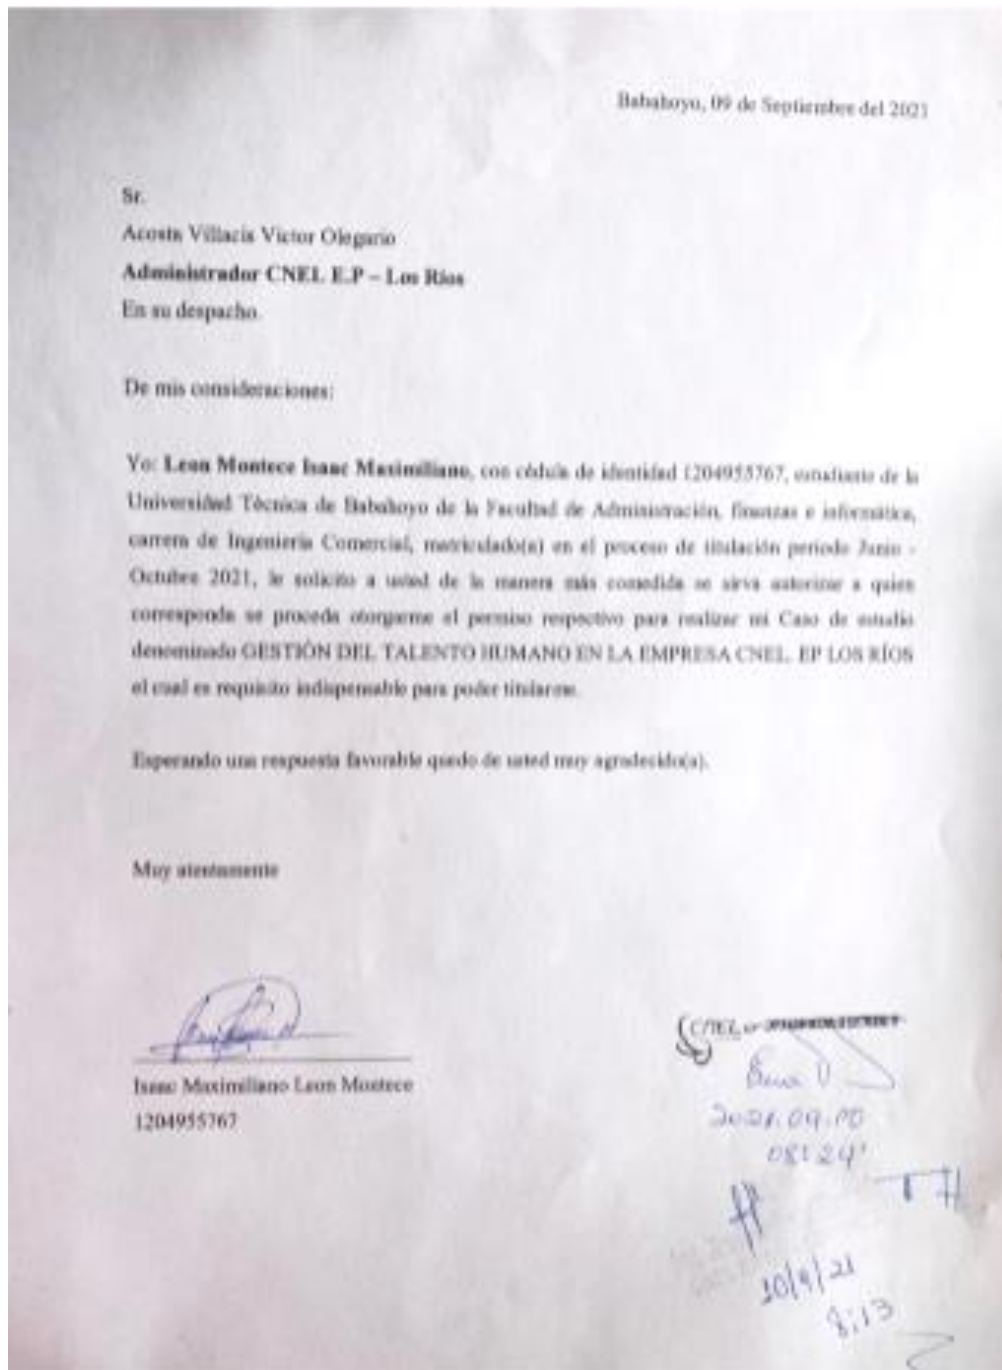 Babahoyo, 09 de Septiembre del 2021
Sr.
Acosta Villacis Victor Olegario
Administrador CNEL E.P – Los Ríos
En su despacho.
De mis consideraciones:
Yo: Leon Montece Isaac Maximiliano, con cédula de identidad 1204955767, estudiante de la
Universidad Técnica de Babahoyo de la Facultad de Administración, finanzas e informática,
carrera de Ingeniería Comercial, matriculado(a) en el proceso de titulación periodo Junio -
Octubre 2021, le solicito a usted de la manera más comedida se sirva autorizar a quien
corresponda se proceda otorgarme el permiso respectivo para realizar mi Caso de estudio
denominado GESTIÓN DEL TALENTO HUMANO EN LA EMPRESA CNEL. EP LOS RÍOS
el cual es requisito indispensable para poder titularme.
Esperando una respuesta favorable quedo de usted muy agradecido(a).
Muy atentamente
Isaac Maximiliano Leon Montece
1204955767
CNEL
2021.09.10
08:24'
TH
10/9/21
8:13